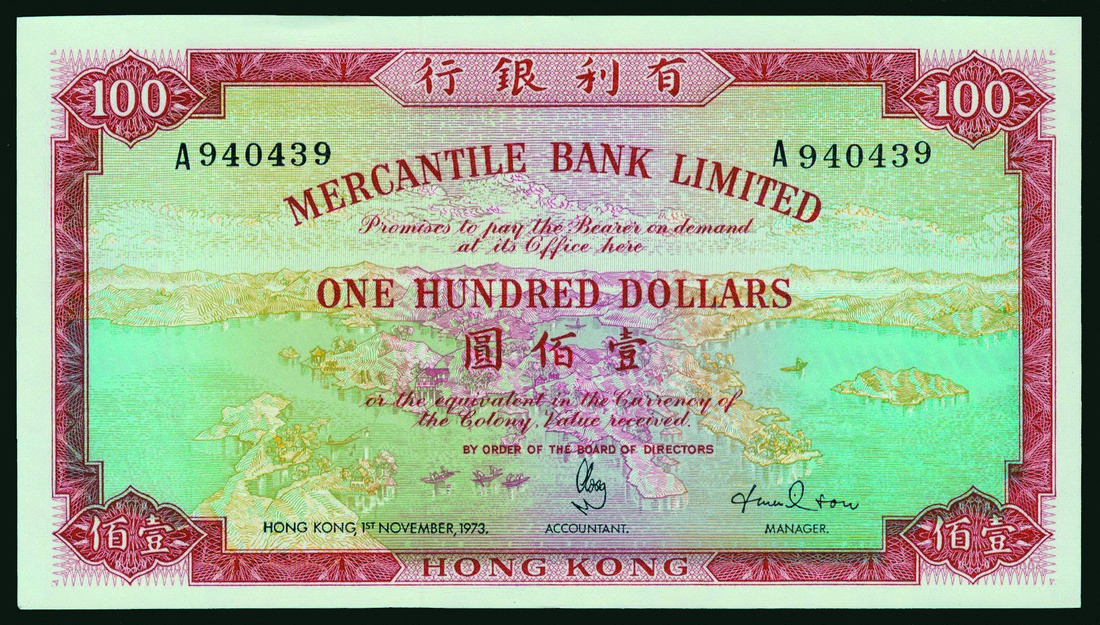 行銀利有
100
100
A 940439
A 940439
MERCANTILE BANK LIMITED
Promises to pay the Bearer on demand
at its Office here
ONE HUNDRED DOLLARS
圓佰壹
or the equivalent in the Currency of
the Colony, Value received.
BY ORDER OF THE BOARD OF DIRECTORS
HONG KONG, 1ST NOVEMBER, 1973.
ACCOUNTANT.
MANAGER.
佰壹
佰壹
HONG KONG